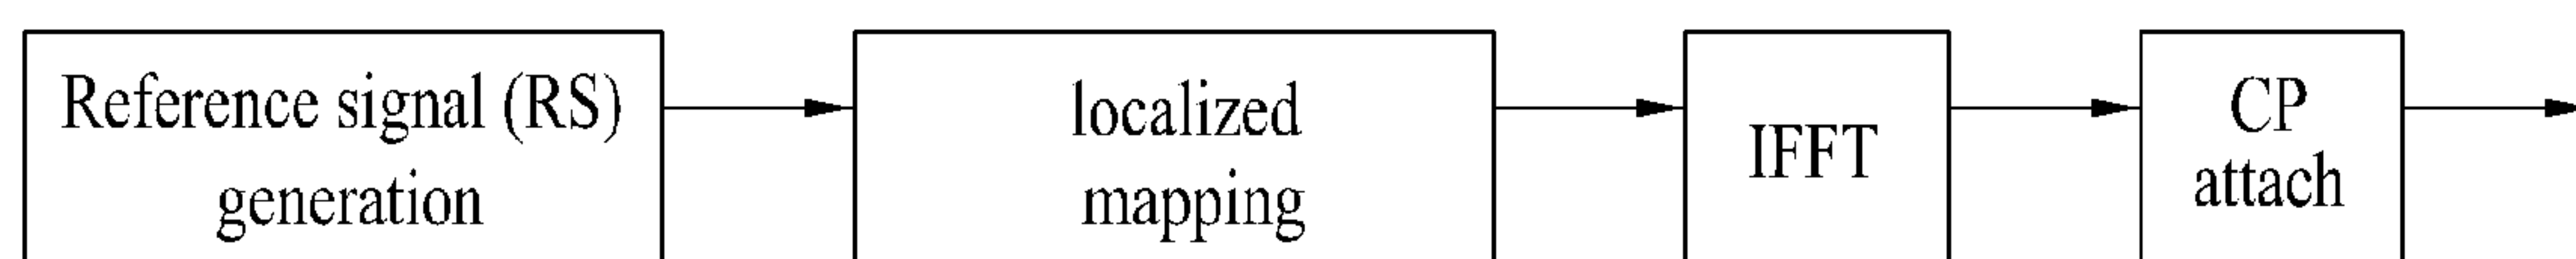 Reference signal (RS)
generation
localized
mapping
IFFT
CP
attach